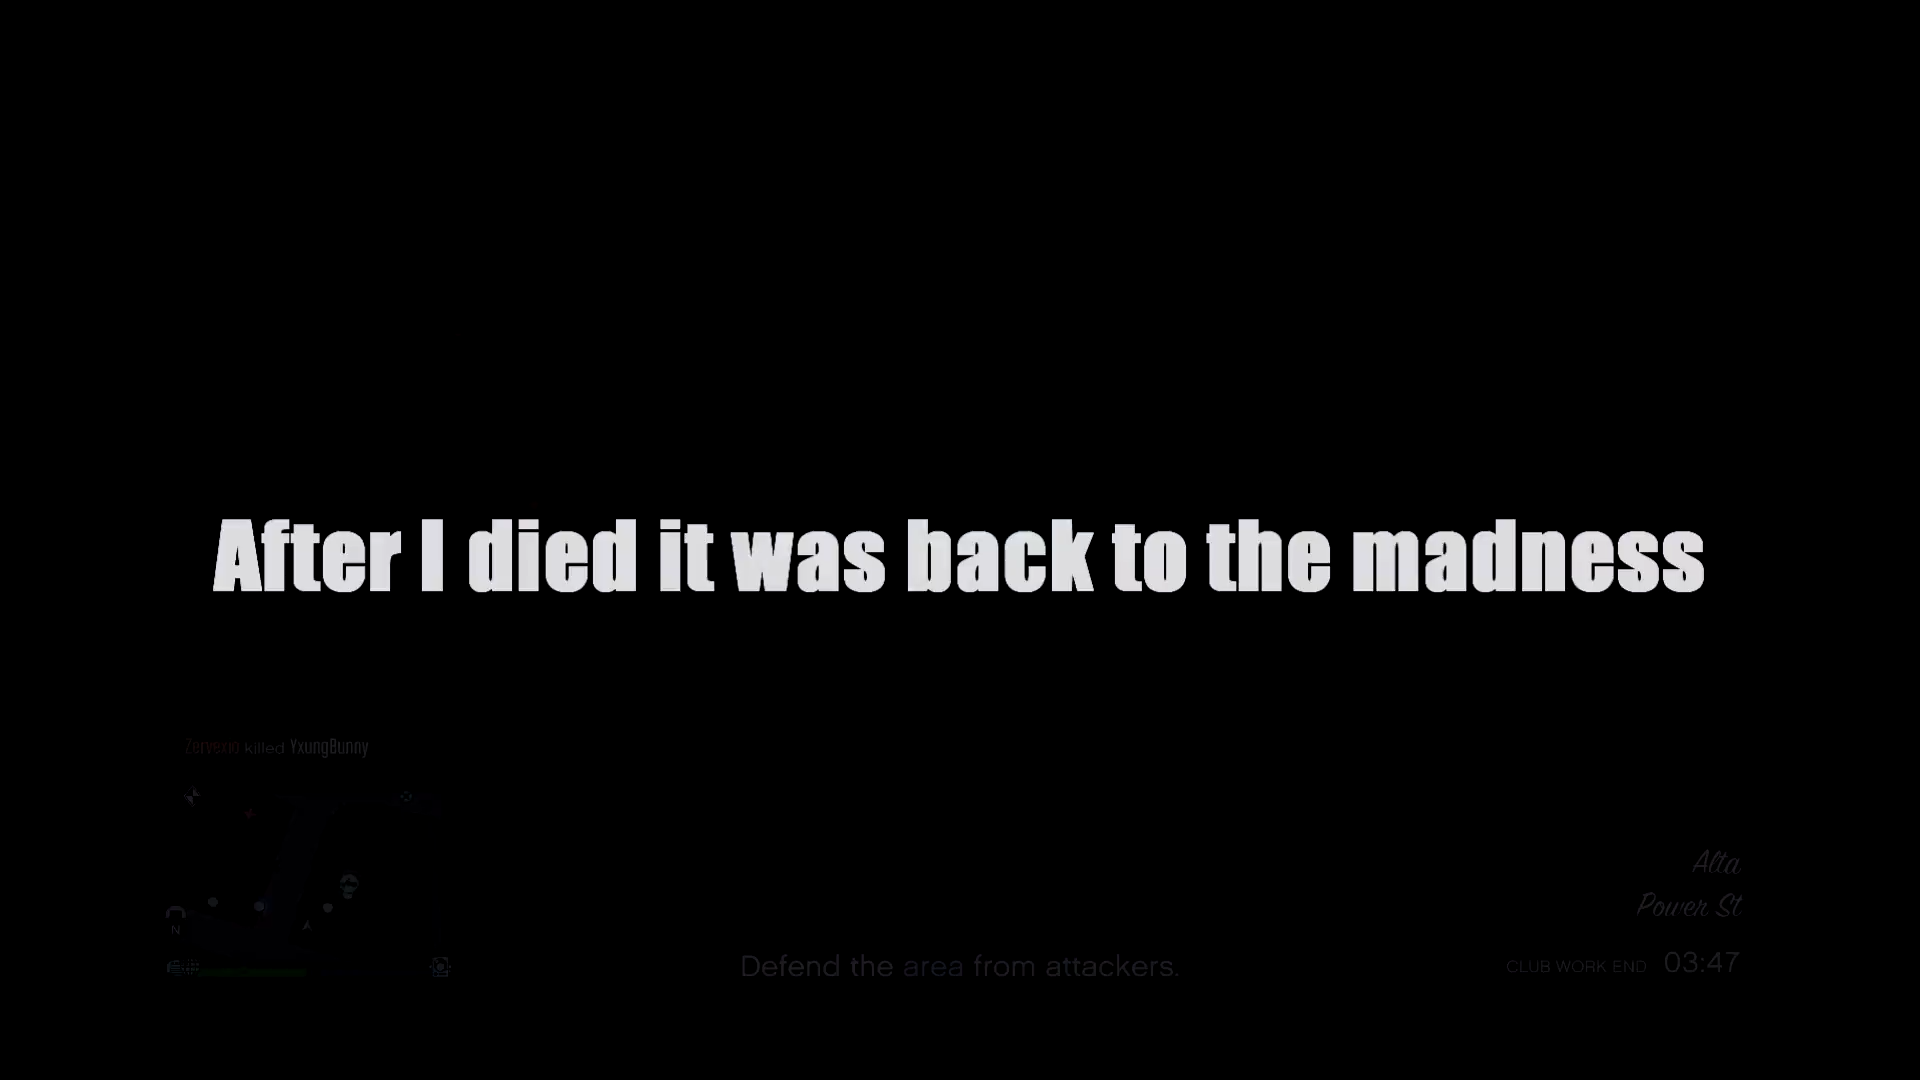 After I died it was back to the madness
Zervexio killed YxungBunny
N
Alta
Power St
Defend the area from attackers.
CLUB WORK END 03:47